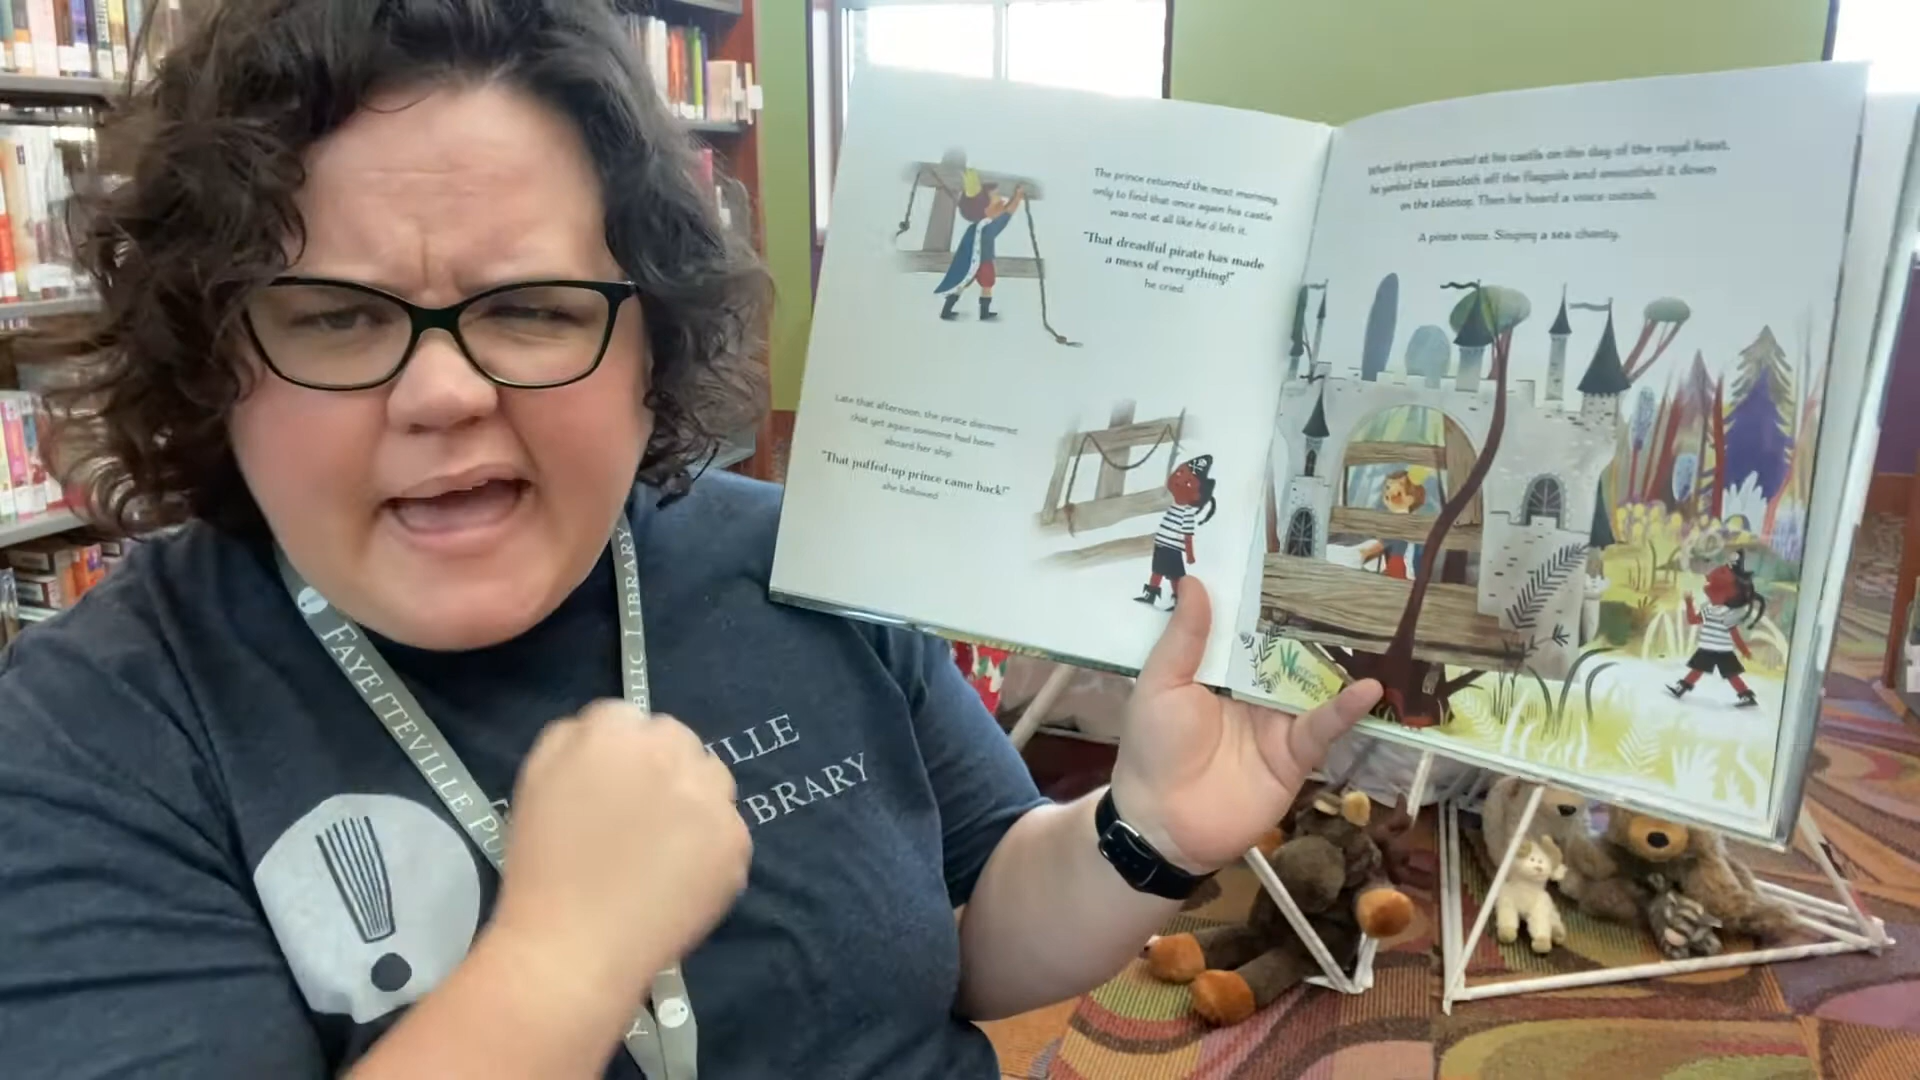 The prince returned the next morning,
only to find that once again his castle
was not at all like he'd left it.
"That dreadful pirate has made
a mess of everything!"
he cried.
Late that afternoon, the pirate discovered
that yet again someone had been
aboard her ship.
"That puffed-up prince came back!"
she bellowed.
When the prince arrived at his castle on the day of the royal feast,
he yanked the tablecloth off the flagpole and smoothed it down
on the tabletop. Then he heard a voice outside.
A pirate voice. Singing a sea chanty.
FAYETTEVILLE PU
BLIC LIBRARY
ILLE
IBRARY
Y